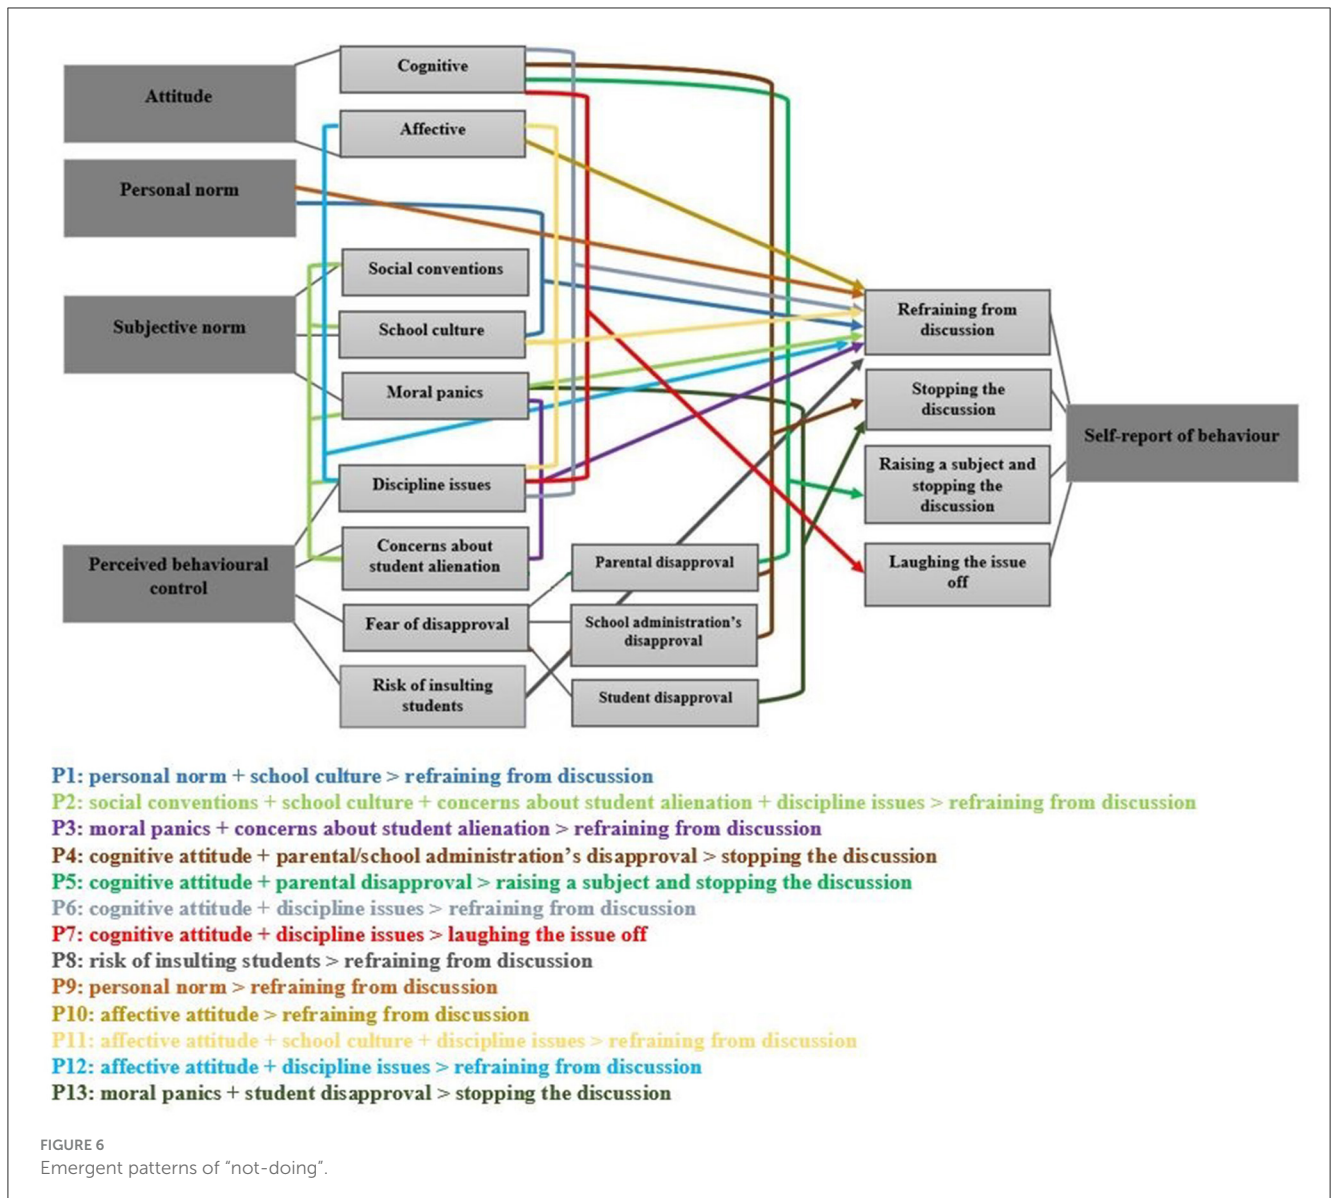 Attitude
Personal norm
Subjective norm
Perceived behavioural
control
Cognitive
Affective
Social conventions
School culture
Moral panics
Discipline issues
Concerns about
student alienation
Fear of disapproval
Risk of insulting
students
Parental disapproval
School administration's
disapproval
Student disapproval
Refraining from
discussion
Stopping the
discussion
Raising a subject and
stopping the
discussion
Laughing the issue
off
Self-report of behaviour
P1: personal norm + school culture > refraining from discussion
P2: social conventions + school culture + concerns about student alienation + discipline issues > refraining from discussion
P3: moral panics + concerns about student alienation > refraining from discussion
P4: cognitive attitude + parental/school administration's disapproval > stopping the discussion
P5: cognitive attitude + parental disapproval > raising a subject and stopping the discussion
P6: cognitive attitude + discipline issues > refraining from discussion
P7: cognitive attitude + discipline issues > laughing the issue off
P8: risk of insulting students > refraining from discussion
P9: personal norm > refraining from discussion
P10: affective attitude > refraining from discussion
P11: affective attitude + school culture + discipline issues > refraining from discussion
P12: affective attitude + discipline issues > refraining from discussion
P13: moral panics + student disapproval > stopping the discussion
FIGURE 6
Emergent patterns of "not-doing".